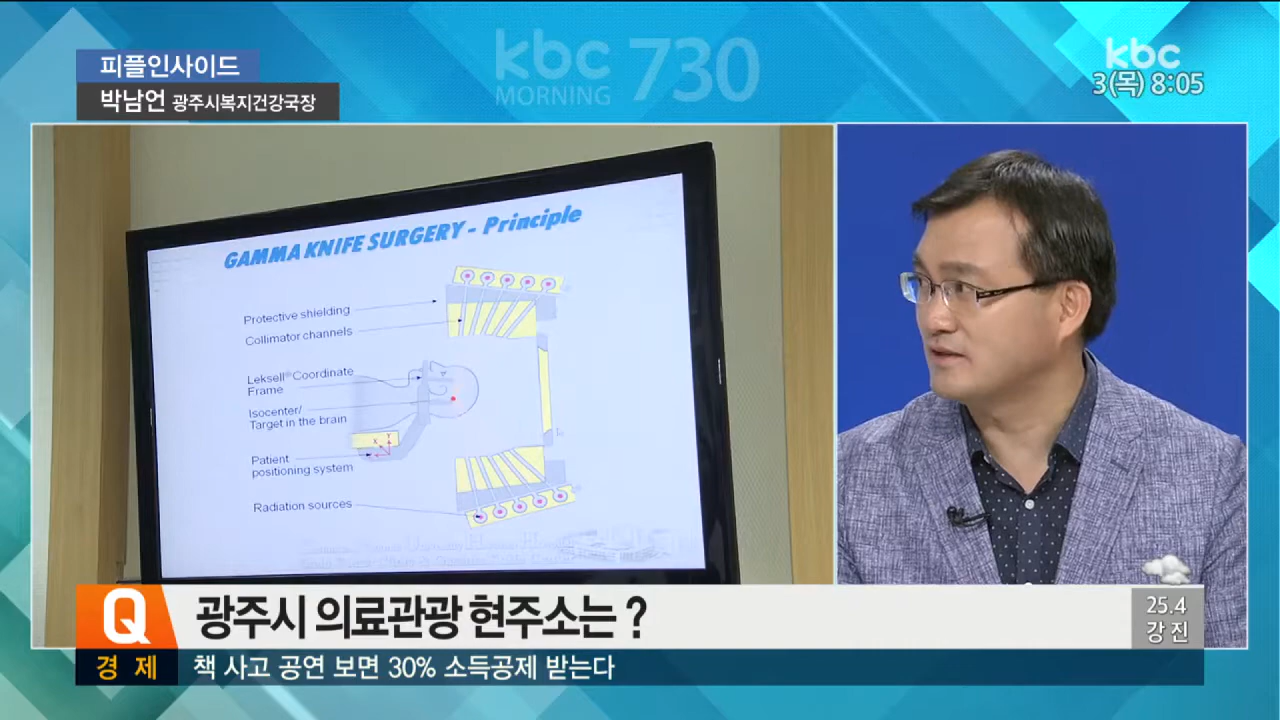 피플인사이드
박남언 광주시복지건강국장
kbc 730
MORNING
kbc
3(목) 8:05
GAMMA KNIFE SURGERY - Principle
Protective shielding
Collimator channels
Leksell® Coordinate
Frame
Isocenter/
Target in the brain
Patient
positioning system
Radiation sources
X
Y
Q 광주시 의료관광 현주소는 ?
25.4
강 진
경 제 책 사고 공연 보면 30% 소득공제 받는다